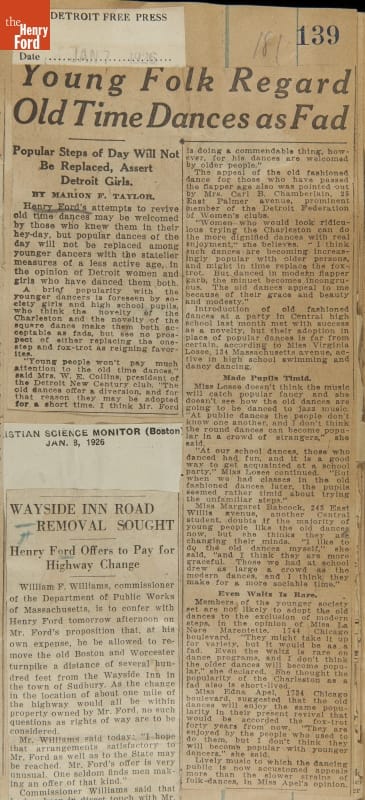 the
Henry
Ford
DETROIT FREE PRESS
Date JAN 7 1926
181
139
Young Folk Regard
Old Time Dances as Fad
Popular Steps of Day Will Not
Be Replaced, Assert
Detroit Girls.
BY MARION F. TAYLOR.
Henry Ford's attempts to revive
old time dances may be welcomed
by those who knew them in their
hey-day, but popular dances of the
day will not be replaced among
younger dancers with the statelier
measures of a less active age, in
the opinion of Detroit women and
girls who have danced them both.
A brief popularity with the
younger dancers is foreseen by so-
ciety girls and high school pupils,
who think the novelty of the
Charleston and the novelty of the
square dance make them both ac-
ceptable as fads, but see no pros-
pect of either replacing the one-
step and fox-trot as reigning favor-
ites.
"Young people won't pay much
attention to the old time dances,"
said Mrs. W. E. Collins, president
of the Detroit New Century club. "The
old dances offer a diversion, and for
that reason they may be adopted
for a short time. I think Mr. Ford
is doing a commendable thing, how-
ever, for his dances are welcomed
by older people."
The appeal of the old fashioned
dance for those who have passed
the flapper age also was pointed out
by Mrs. Carl B. Chamberlain, 25
East Palmer avenue, prominent
member of the Detroit Federation
of Women's clubs.
"Women who would look ridicu-
lous trying the Charleston can do
the more dignified dances with real
enjoyment," she believes. "I think
such dances are becoming increas-
ingly popular with older persons,
and might in time replace the fox-
trot. But danced in modern flapper
garb, the minuet becomes incongru-
ous. The old dances appeal to me
because of their grace and beauty
and modesty."
Introduction of old fashioned
dances at a party in Central high
school last month met with success
as a novelty; but their adoption in
place of popular dances is far from
certain, according to Miss Virginia
Losee, 124 Massachusetts avenue, ac-
tive in high school swimming and
dancing.
Made Pupils Timid.
Miss Losee doesn't think the music
will catch popular fancy and she
doesn't see how the old dances are
going to be danced to jazz music.
"At public dances the people don't
know one another, and I don't think
the round dances can become popu-
lar in a crowd of strangers," she
said.
"At our school dances, those who
danced had fun, and it is a good
way to get acquainted at a school
party," Miss Losee continued. "But
when we had classes in the old
fashioned dances later, the pupils
seemed rather timid about trying
the unfamiliar steps."
Miss Margaret Babcock, 245 East
Willis avenue, another Central
student, doubts if the majority of
young people like the old dances
now, but she thinks they are
changing their minds. "I like to
do the old dances myself," she
said, "and I think they are more
graceful. Those we had at school
drew as large a crowd as the
modern dances, and I think they
make for a more sociable time."
Even Waltz Is Rare.
Members of the younger society
set are not likely to adopt the old
dances to the exclusion of modern
steps, in the opinion of Miss La
Nore Marentette, 1744 Chicago
boulevard. "They might take it up
for variety, but it would be as a
fad. Even the waltz is rare on
dance programs, and I don't think
the older dances will become popu-
lar," she declared. She thought the
popularity of the Charleston as a
fad also is short-lived.
Miss Edna Apel, 1734 Chicago
boulevard, suggested that the old
dances will enjoy the same popu-
larity in their present revival that
would be accorded the fox-trot
forty years from now. "They are
enjoyed by the people who used to
do them, but I don't think they
will become popular with younger
dancers," she said.
Lively music to which the dancing
public is now accustomed appeals
more than the slower strains of
folk-dances, in Miss Apel's opinion.
ISTIAN SCIENCE MONITOR (Boston)
JAN. 8, 1926
WAYSIDE INN ROAD
REMOVAL SOUGHT
Henry Ford Offers to Pay for
Highway Change
William F. Williams, commissioner
of the Department of Public Works
of Massachusetts, is to confer with
Henry Ford tomorrow afternoon on
Mr. Ford's proposition that, at his
own expense, he be allowed to re-
move the old Boston and Worcester
turnpike a distance of several hun-
dred feet from the Wayside Inn in
the town of Sudbury. As the chance
in the location of about one mile of
the highway would all be within
property owned by Mr. Ford, no such
questions as rights of way are to be
considered.
Mr. Williams said today: "I hope
that arrangements satisfactory to
Mr. Ford as well as to the State may
be reached. Mr. Ford's offer is very
unusual. One seldom finds men mak-
ing an offer of that kind."
Commissioner Williams said that
in direct touch with Mr.